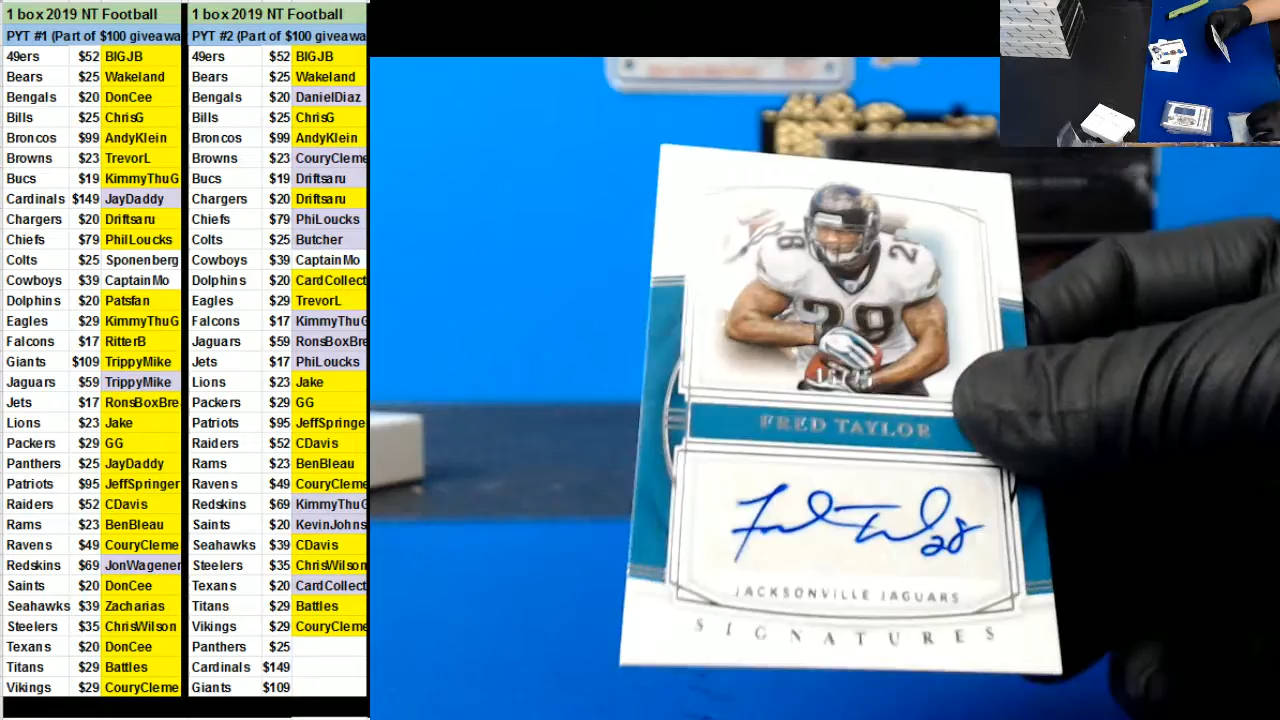 1 box 2019 NT Football
PYT #1 (Part of $100 giveawa
49ers $52 BIGJB
Bears $25 Wakeland
Bengals $20 DonCee
Bills $25 ChrisG
Broncos $99 AndyKlein
Browns $23 TrevorL
Bucs $19 KimmyThuG
Cardinals $149 JayDaddy
Chargers $20 Driftsaru
Chiefs $79 PhilLoucks
Colts $25 Sponenberg
Cowboys $39 CaptainMo
Dolphins $20 Patsfan
Eagles $29 KimmyThuG
Falcons $17 RitterB
Giants $109 TrippyMike
Jaguars $59 TrippyMike
Jets $17 RonsBoxBre
Lions $23 Jake
Packers $29 GG
Panthers $25 JayDaddy
Patriots $95 JeffSpringer
Raiders $52 CDavis
Rams $23 BenBleau
Ravens $49 CouryCleme
Redskins $69 JonWagener
Saints $20 DonCee
Seahawks $39 Zacharias
Steelers $35 ChrisWilson
Texans $20 DonCee
Titans $29 Battles
Vikings $29 CouryCleme
1 box 2019 NT Football
PYT #2 (Part of $100 giveawa
49ers $52 BIGJB
Bears $25 Wakeland
Bengals $20 DanielDiaz
Bills $25 ChrisG
Broncos $99 AndyKlein
Browns $23 CouryCleme
Bucs $19 Driftsaru
Chargers $20 Driftsaru
Chiefs $79 PhiLoucks
Colts $25 Butcher
Cowboys $39 CaptainMo
Dolphins $20 CardCollect
Eagles $29 TrevorL
Falcons $17 KimmyThuG
Jaguars $59 RonsBoxBre
Jets $17 PhiLoucks
Lions $23 Jake
Packers $29 GG
Patriots $95 JeffSpringe
Raiders $52 CDavis
Rams $23 BenBleau
Ravens $49 CouryCleme
Redskins $69 KimmyThuG
Saints $20 KevinJohns
Seahawks $39 CDavis
Steelers $35 ChrisWilson
Texans $20 CardCollect
Titans $29 Battles
Vikings $29 CouryCleme
Panthers $25
Cardinals $149
Giants $109
28 28
28
FRED TAYLOR
Fred Taylor 28
JACKSONVILLE JAGUARS
SIGNATURES